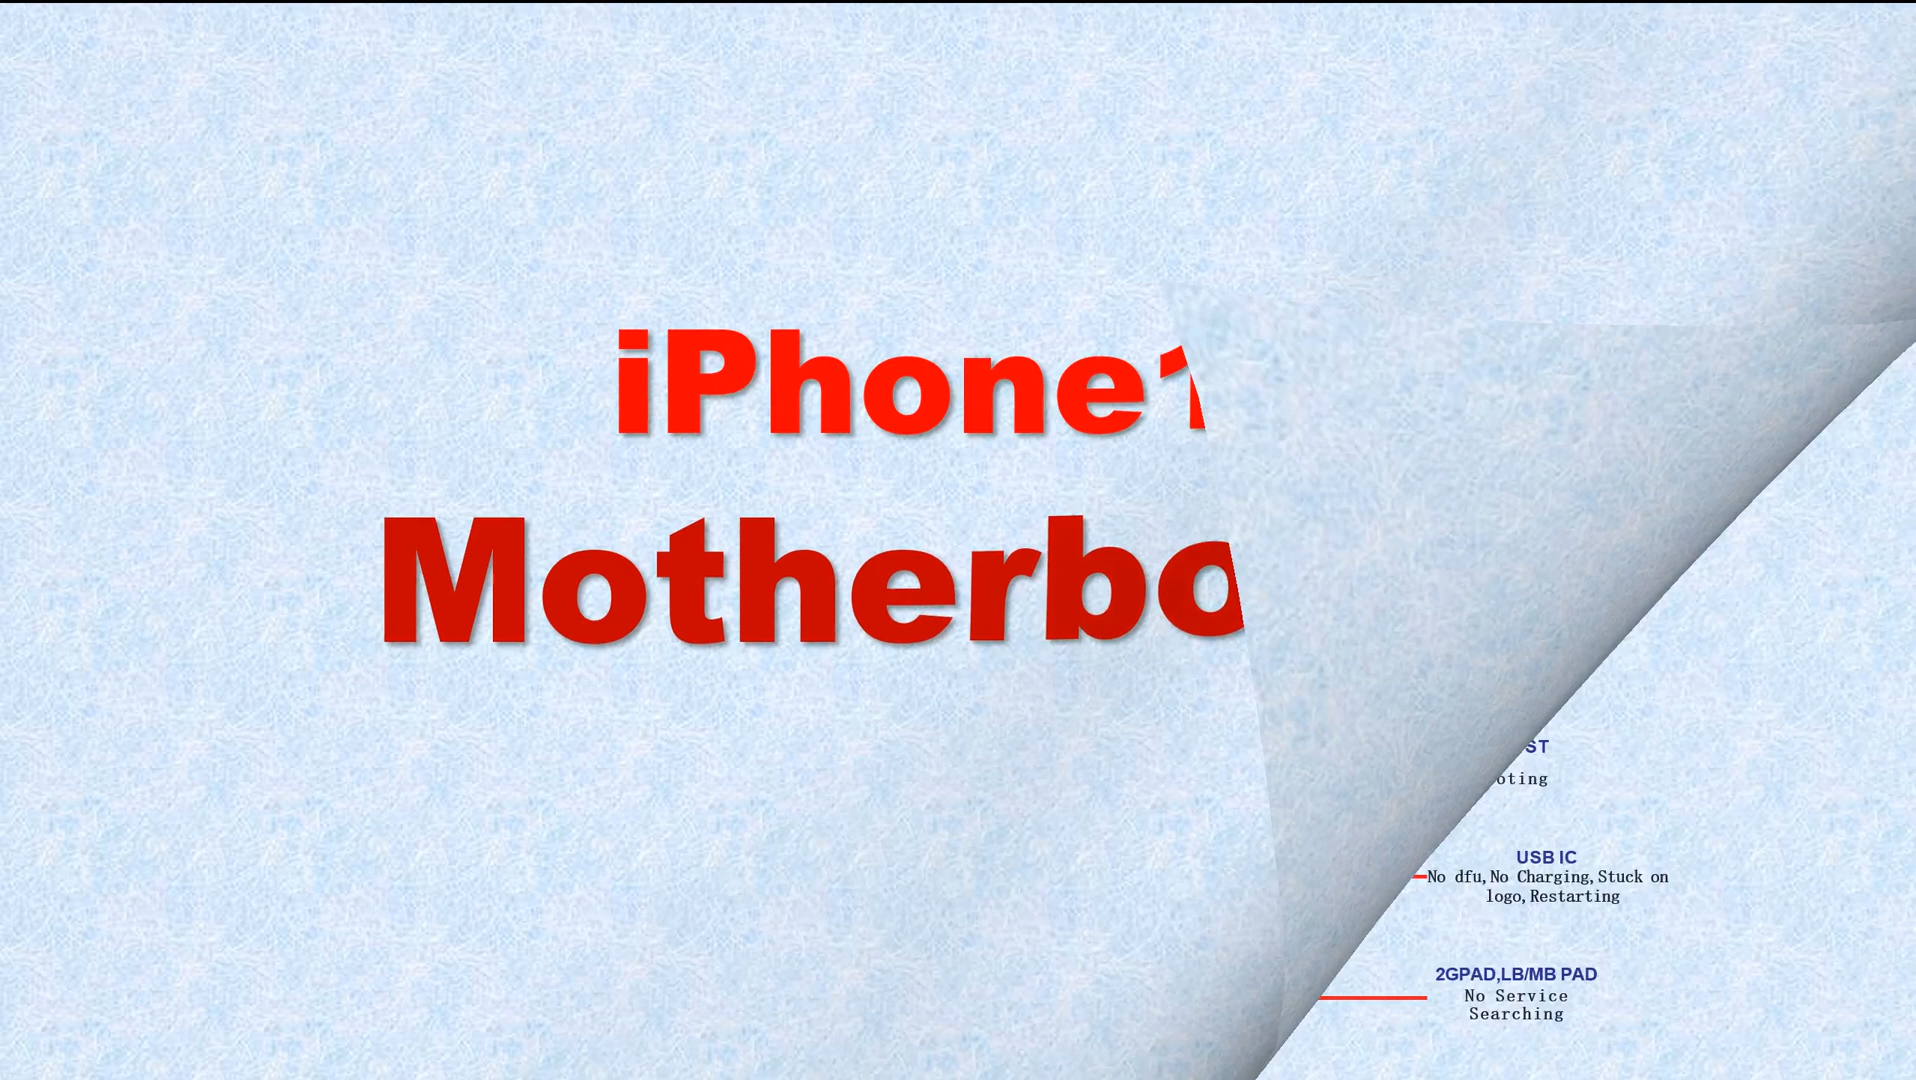 iPhone1
Motherbo
ST
oting
USB IC
No dfu,No Charging,Stuck on
logo,Restarting
2GPAD,LB/MB PAD
No Service
Searching